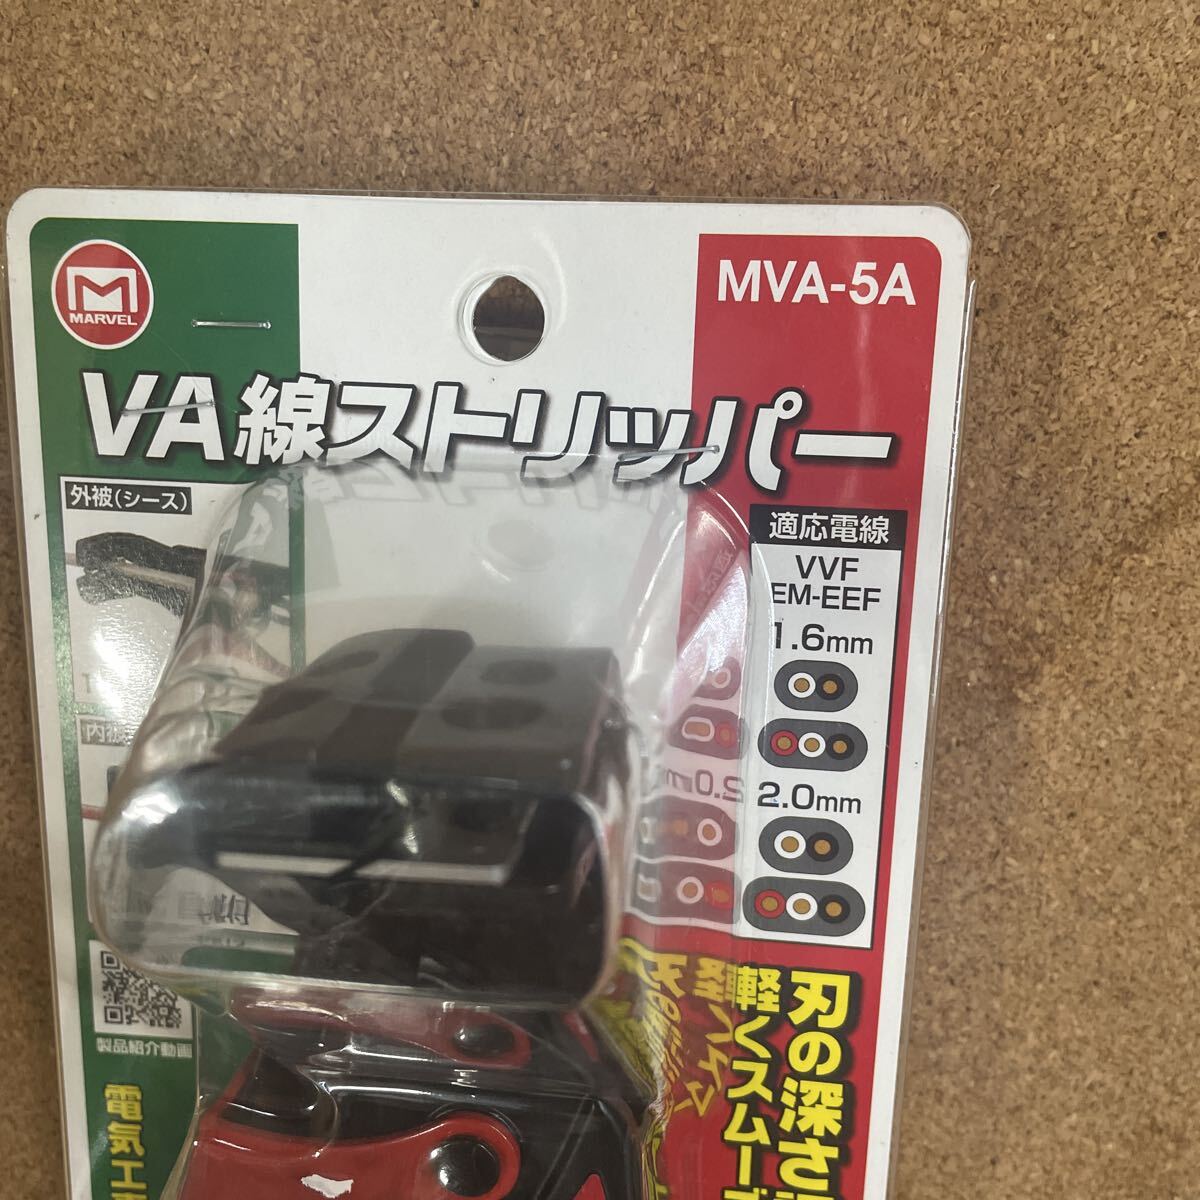 MARVEL
MVA-5A
VA線ストリッパー
外被(シース)
適応電線
VVF
EM-EEF
1.6mm
2.0mm
製品紹介動画
刃の深さ
軽くスムー
電気工